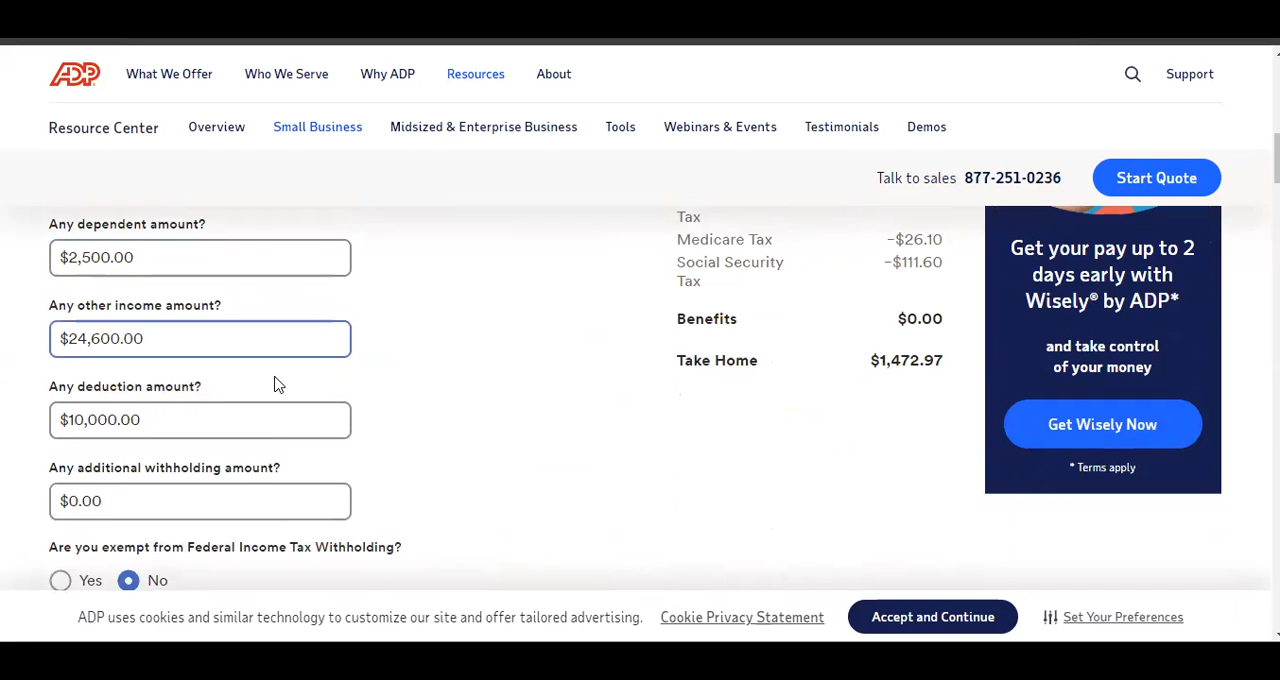 ADP What We Offer Who We Serve Why ADP Resources About Support
Resource Center Overview Small Business Midsized & Enterprise Business Tools Webinars & Events Testimonials Demos
Talk to sales 877-251-0236 Start Quote
Any dependent amount?
$2,500.00
Any other income amount?
$24,600.00
Any deduction amount?
$10,000.00
Any additional withholding amount?
$0.00
Are you exempt from Federal Income Tax Withholding?
Yes No
Tax
Medicare Tax −$26.10
Social Security −$111.60
Tax
Benefits $0.00
Take Home $1,472.97
Get your pay up to 2
days early with
Wisely® by ADP*
and take control
of your money
Get Wisely Now
* Terms apply
ADP uses cookies and similar technology to customize our site and offer tailored advertising. Cookie Privacy Statement Accept and Continue Set Your Preferences